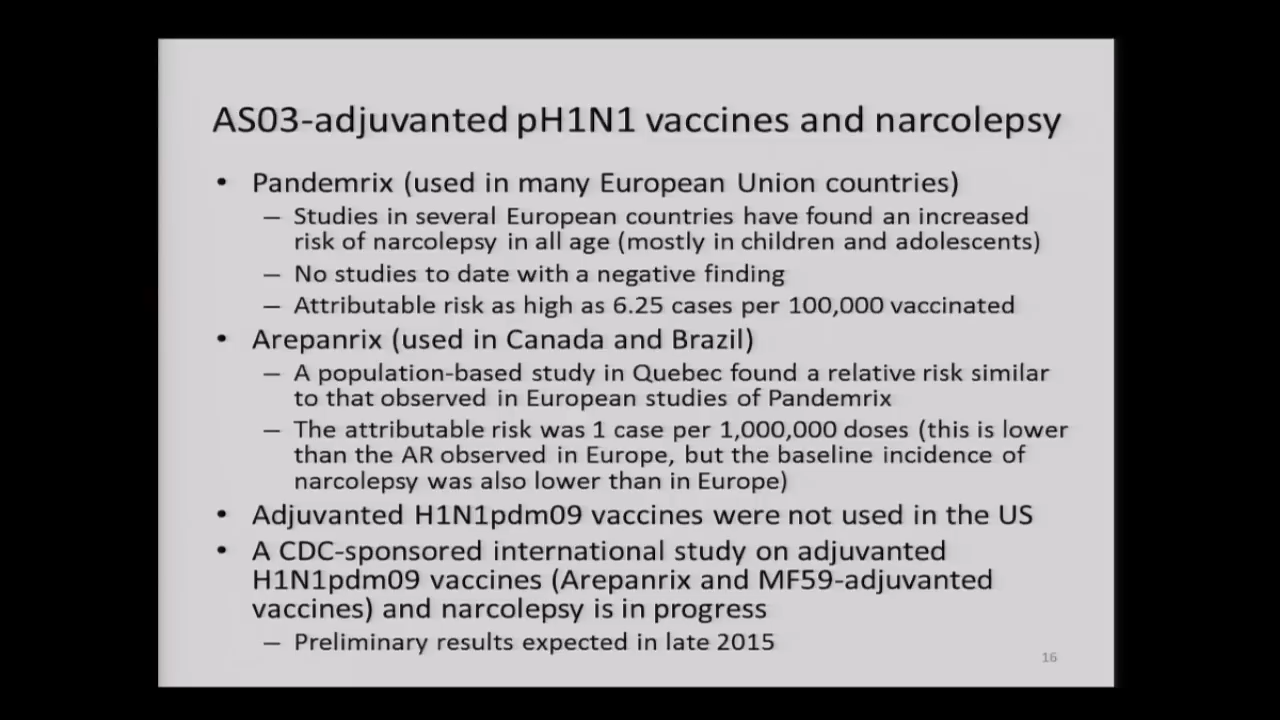 AS03-adjuvanted pH1N1 vaccines and narcolepsy
• Pandemrix (used in many European Union countries)
– Studies in several European countries have found an increased
risk of narcolepsy in all age (mostly in children and adolescents)
– No studies to date with a negative finding
– Attributable risk as high as 6.25 cases per 100,000 vaccinated
• Arepanrix (used in Canada and Brazil)
– A population-based study in Quebec found a relative risk similar
to that observed in European studies of Pandemrix
– The attributable risk was 1 case per 1,000,000 doses (this is lower
than the AR observed in Europe, but the baseline incidence of
narcolepsy was also lower than in Europe)
• Adjuvanted H1N1pdm09 vaccines were not used in the US
• A CDC-sponsored international study on adjuvanted
H1N1pdm09 vaccines (Arepanrix and MF59-adjuvanted
vaccines) and narcolepsy is in progress
– Preliminary results expected in late 2015
16